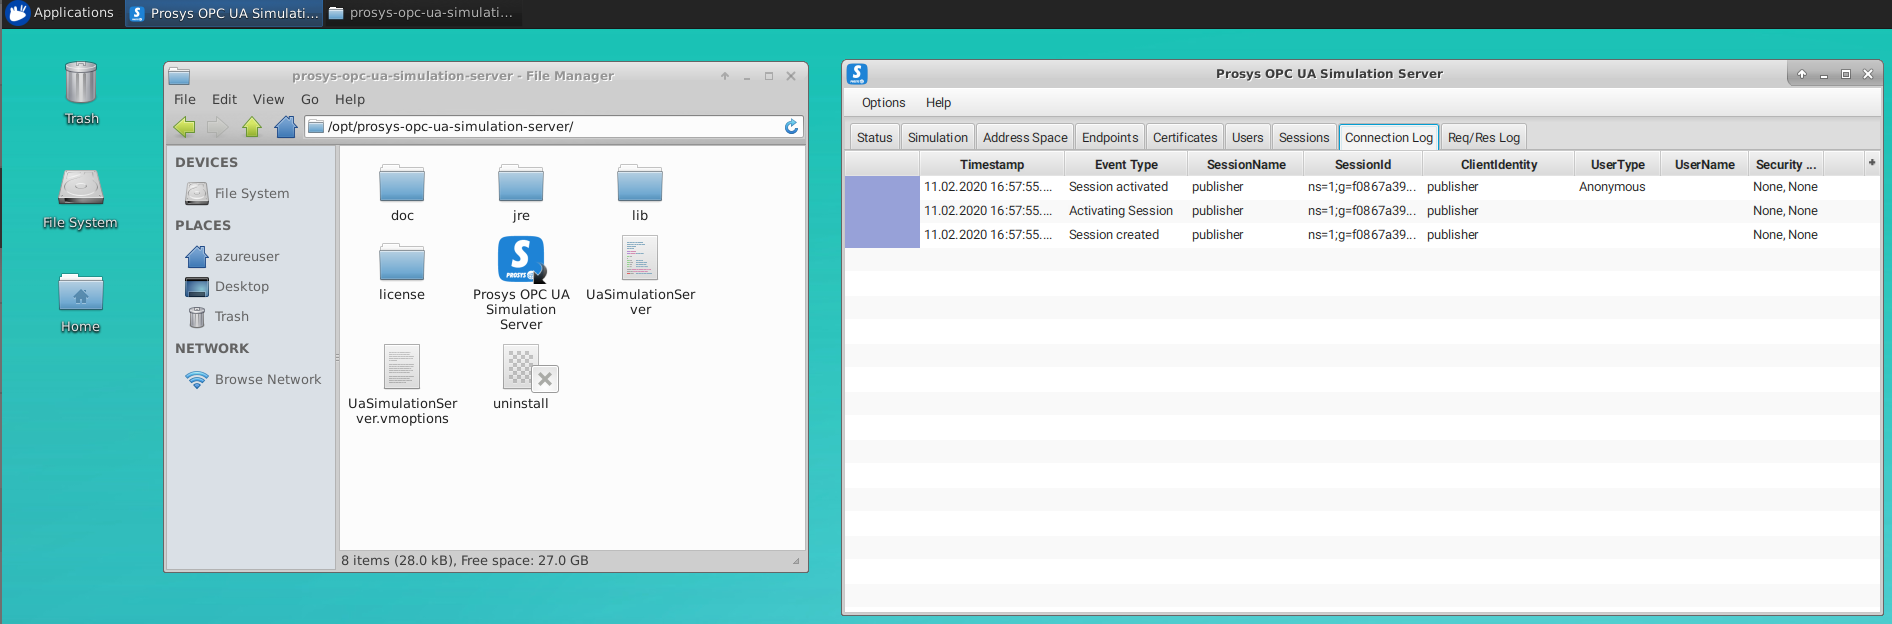 Applications
Prosys OPC UA Simulati...
prosys-opc-ua-simulati...
Trash
File System
Home
prosys-opc-ua-simulation-server - File Manager
File Edit View Go Help
/opt/prosys-opc-ua-simulation-server/
DEVICES
File System
PLACES
azureuser
Desktop
Trash
NETWORK
Browse Network
doc
jre
lib
license
S
PROSYS
Prosys OPC UA
Simulation
Server
UaSimulationSer
ver
UaSimulationSer
ver.vmoptions
uninstall
8 items (28.0 kB), Free space: 27.0 GB
Prosys OPC UA Simulation Server
Options Help
Status Simulation Address Space Endpoints Certificates Users Sessions Connection Log Req/Res Log
Timestamp Event Type SessionName SessionId ClientIdentity UserType UserName Security ... +
11.02.2020 16:57:55.... Session activated publisher ns=1;g=f0867a39... publisher Anonymous None, None
11.02.2020 16:57:55.... Activating Session publisher ns=1;g=f0867a39... publisher None, None
11.02.2020 16:57:55.... Session created publisher ns=1;g=f0867a39... publisher None, None